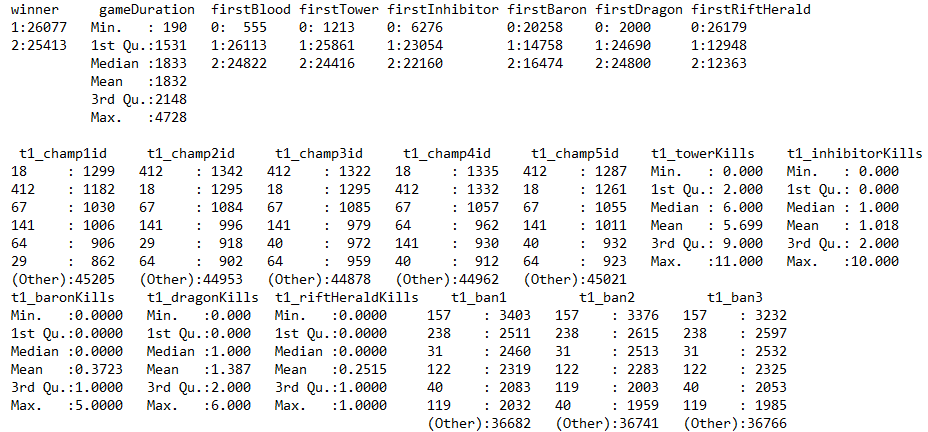 winner gameDuration firstBlood firstTower firstInhibitor firstBaron firstDragon firstRiftHerald
1:26077 Min. : 190 0: 555 0: 1213 0: 6276 0:20258 0: 2000 0:26179
2:25413 1st Qu.:1531 1:26113 1:25861 1:23054 1:14758 1:24690 1:12948
Median :1833 2:24822 2:24416 2:22160 2:16474 2:24800 2:12363
Mean :1832
3rd Qu.:2148
Max. :4728
t1_champ1id t1_champ2id t1_champ3id t1_champ4id t1_champ5id t1_towerKills t1_inhibitorKills
18 : 1299 412 : 1342 412 : 1322 18 : 1335 412 : 1287 Min. : 0.000 Min. : 0.000
412 : 1182 18 : 1295 18 : 1295 412 : 1332 18 : 1261 1st Qu.: 2.000 1st Qu.: 0.000
67 : 1030 67 : 1084 67 : 1085 67 : 1057 67 : 1055 Median : 6.000 Median : 1.000
141 : 1006 141 : 996 141 : 979 64 : 962 141 : 1011 Mean : 5.699 Mean : 1.018
64 : 906 29 : 918 40 : 972 141 : 930 40 : 932 3rd Qu.: 9.000 3rd Qu.: 2.000
29 : 862 64 : 902 64 : 959 40 : 912 64 : 923 Max. :11.000 Max. :10.000
(Other):45205 (Other):44953 (Other):44878 (Other):44962 (Other):45021
t1_baronKills t1_dragonKills t1_riftHeraldKills t1_ban1 t1_ban2 t1_ban3
Min. :0.0000 Min. :0.000 Min. :0.0000 157 : 3403 157 : 3376 157 : 3232
1st Qu.:0.0000 1st Qu.:0.000 1st Qu.:0.0000 238 : 2511 238 : 2615 238 : 2597
Median :0.0000 Median :1.000 Median :0.0000 31 : 2460 31 : 2513 31 : 2532
Mean :0.3723 Mean :1.387 Mean :0.2515 122 : 2319 122 : 2283 122 : 2325
3rd Qu.:1.0000 3rd Qu.:2.000 3rd Qu.:1.0000 40 : 2083 119 : 2003 40 : 2053
Max. :5.0000 Max. :6.000 Max. :1.0000 119 : 2032 40 : 1959 119 : 1985
(Other):36682 (Other):36741 (Other):36766